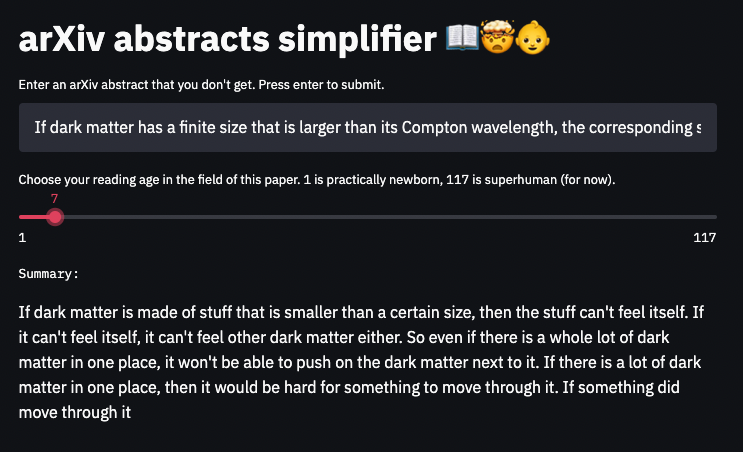 arXiv abstracts simplifier 📖🤯👶
Enter an arXiv abstract that you don't get. Press enter to submit.
If dark matter has a finite size that is larger than its Compton wavelength, the corresponding s
Choose your reading age in the field of this paper. 1 is practically newborn, 117 is superhuman (for now).
7
1 117
Summary:
If dark matter is made of stuff that is smaller than a certain size, then the stuff can't feel itself. If
it can't feel itself, it can't feel other dark matter either. So even if there is a whole lot of dark
matter in one place, it won't be able to push on the dark matter next to it. If there is a lot of dark
matter in one place, then it would be hard for something to move through it. If something did
move through it